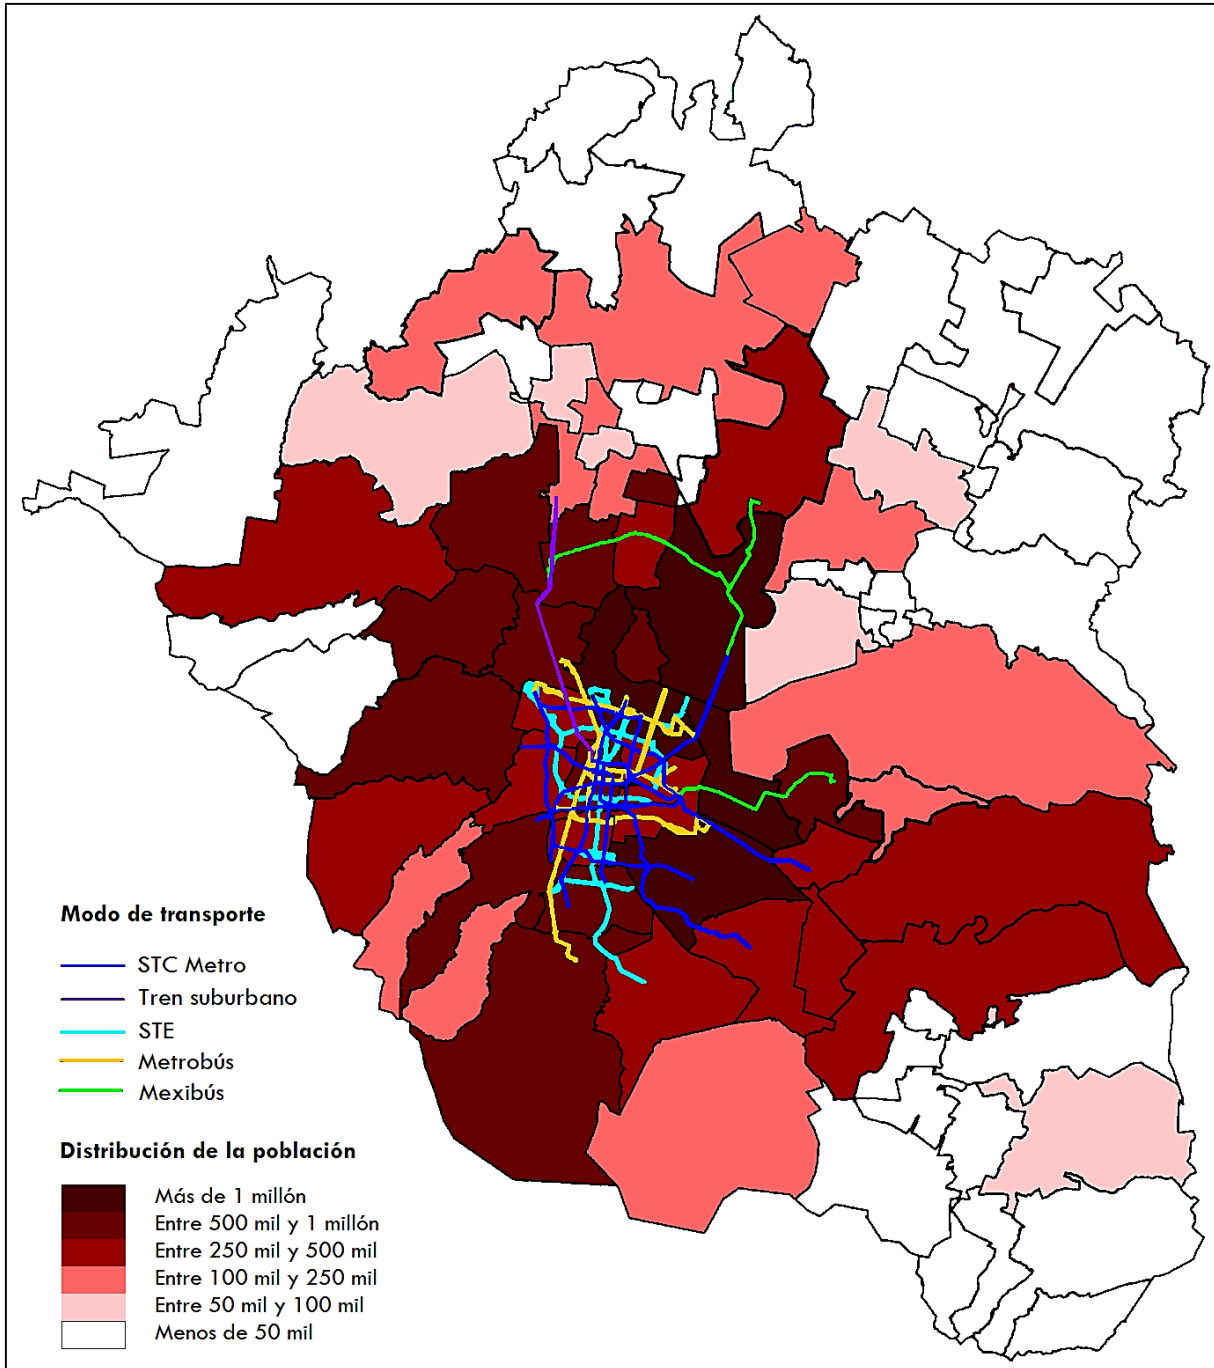 Modo de transporte
STC Metro
Tren suburbano
STE
Metrobús
Mexibús
Distribución de la población
Más de 1 millón
Entre 500 mil y 1 millón
Entre 250 mil y 500 mil
Entre 100 mil y 250 mil
Entre 50 mil y 100 mil
Menos de 50 mil